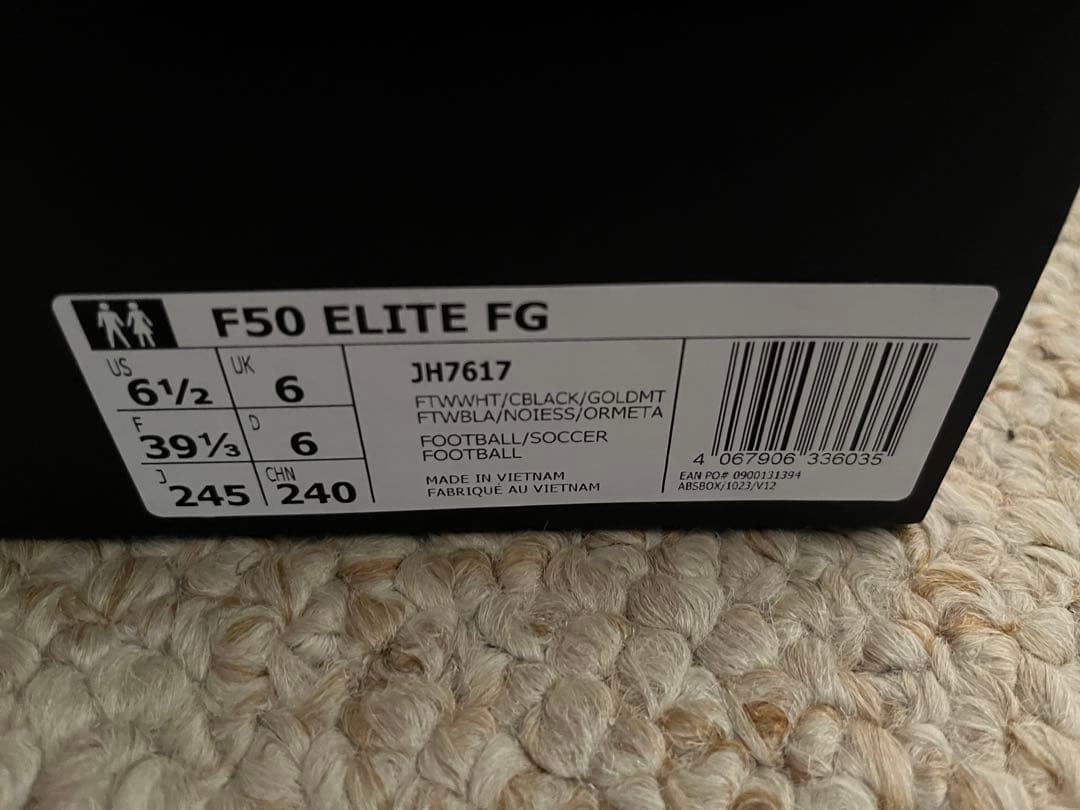 F50 ELITE FG
US 6½ UK 6
F 39⅓ D 6
J 245 CHN 240
JH7617
FTWWHT/CBLACK/GOLDMT
FTWBLA/NOIESS/ORMETA
FOOTBALL/SOCCER
FOOTBALL
MADE IN VIETNAM
FABRIQUÉ AU VIETNAM
4 067906 336035
EAN PO# 0900131394
ABSBOX/1023/V12